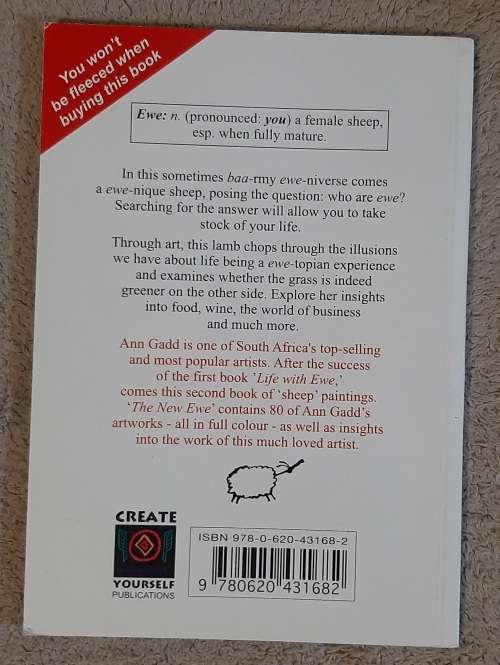 You won't
be fleeced when
buying this book
Ewe: n. (pronounced: you) a female sheep,
esp. when fully mature.
In this sometimes baa-rmy ewe-niverse comes
a ewe-nique sheep, posing the question: who are ewe?
Searching for the answer will allow you to take
stock of your life.
Through art, this lamb chops through the illusions
we have about life being a ewe-topian experience
and examines whether the grass is indeed
greener on the other side. Explore her insights
into food, wine, the world of business
and much more.
Ann Gadd is one of South Africa's top-selling
and most popular artists. After the success
of the first book 'Life with Ewe,'
comes this second book of 'sheep' paintings.
'The New Ewe' contains 80 of Ann Gadd's
artworks - all in full colour - as well as insights
into the work of this much loved artist.
CREATE
YOURSELF
PUBLICATIONS
ISBN 978-0-620-43168-2
9 780620 431682